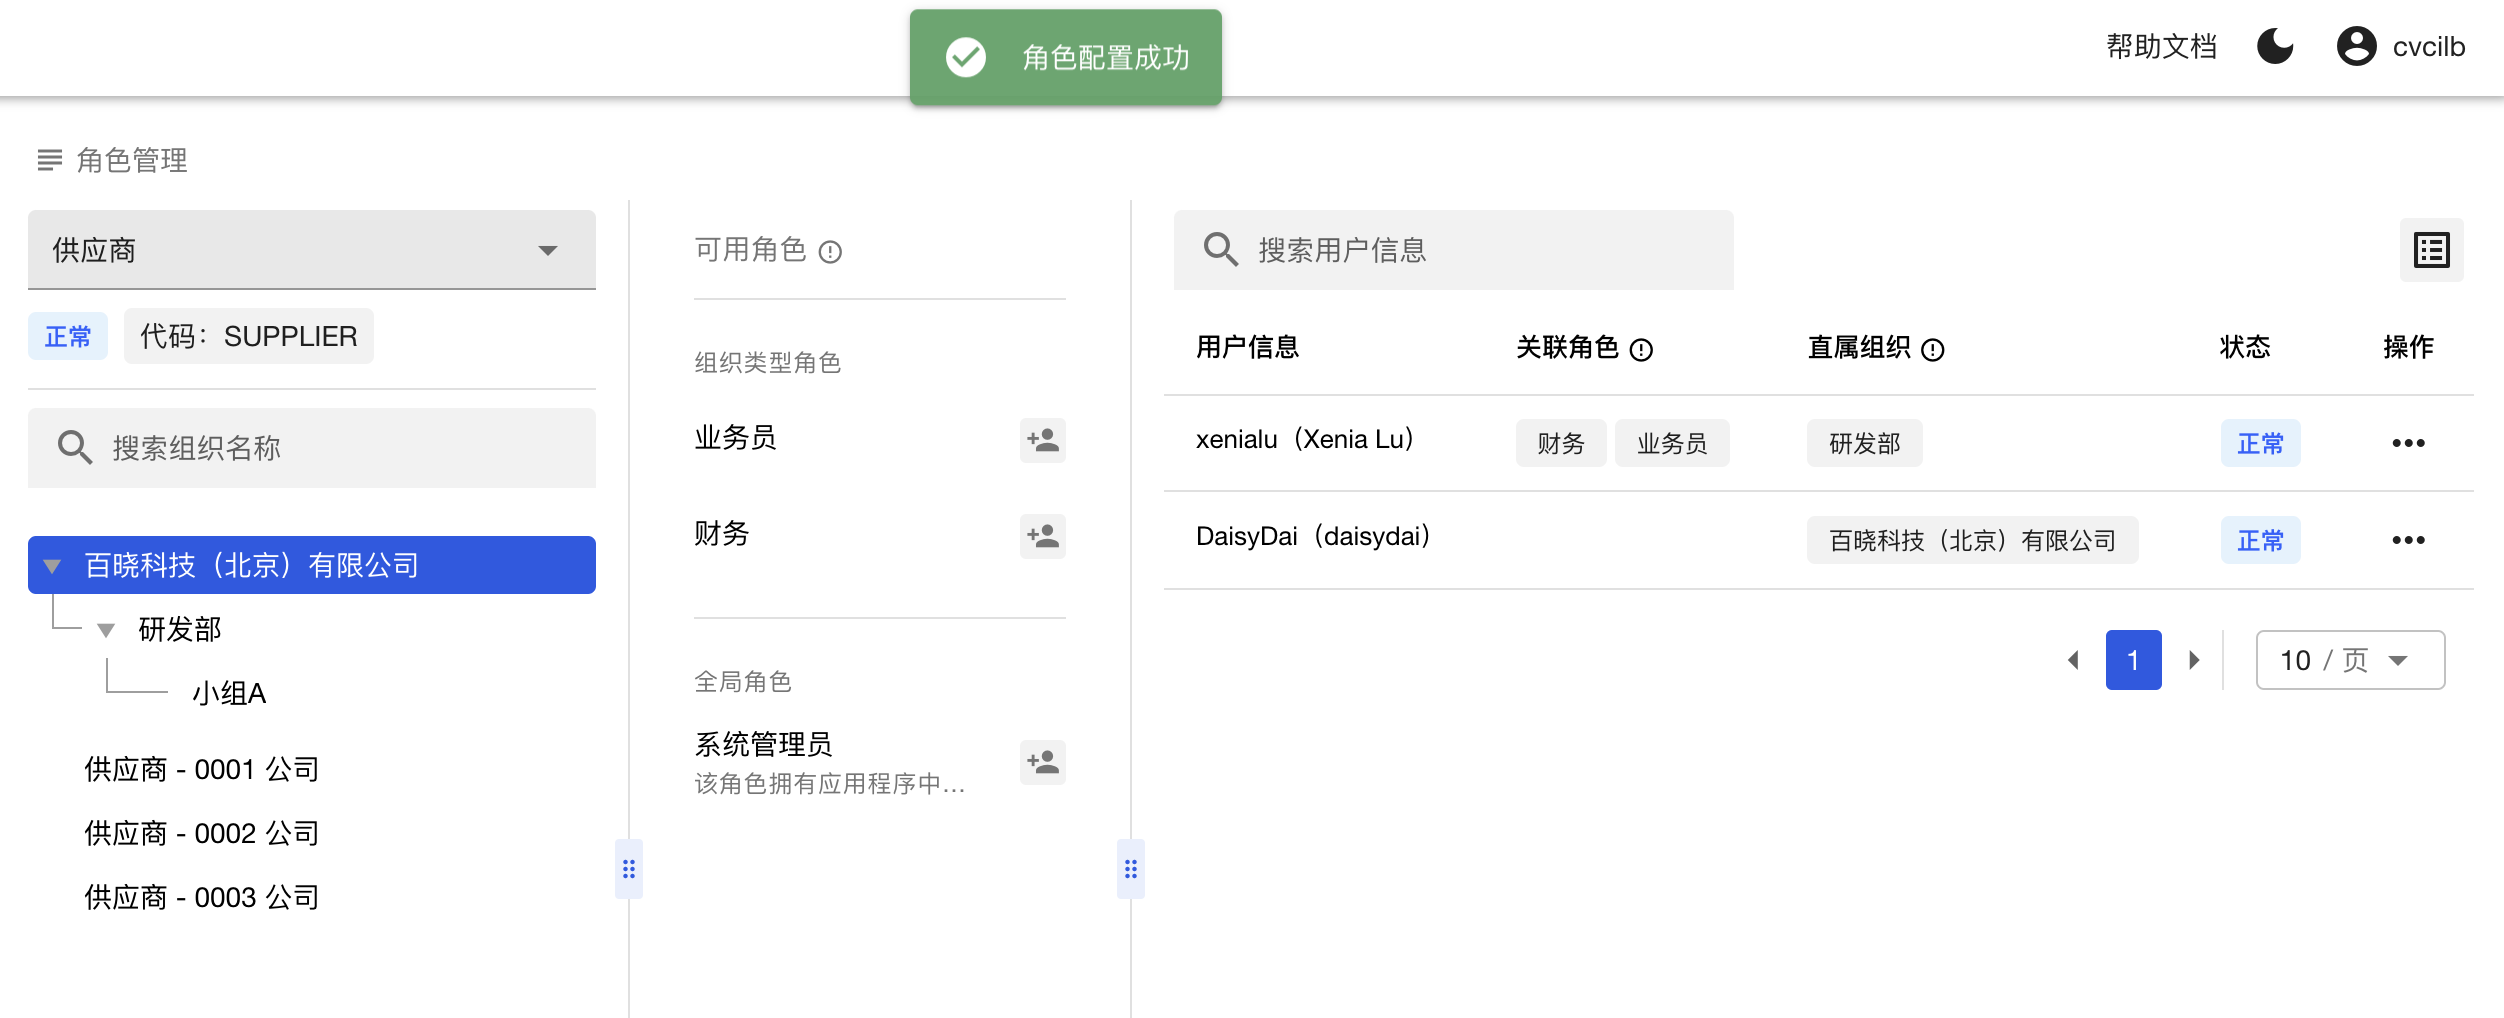 角色配置成功
帮助文档
cvcilb
角色管理
供应商
正常
代码：SUPPLIER
搜索组织名称
百晓科技（北京）有限公司
研发部
小组A
供应商 - 0001 公司
供应商 - 0002 公司
供应商 - 0003 公司
可用角色
组织类型角色
业务员
财务
全局角色
系统管理员
该角色拥有应用程序中...
搜索用户信息
用户信息 关联角色 直属组织 状态 操作
xenialu（Xenia Lu） 财务 业务员 研发部 正常
DaisyDai（daisydai） 百晓科技（北京）有限公司 正常
1 10 / 页